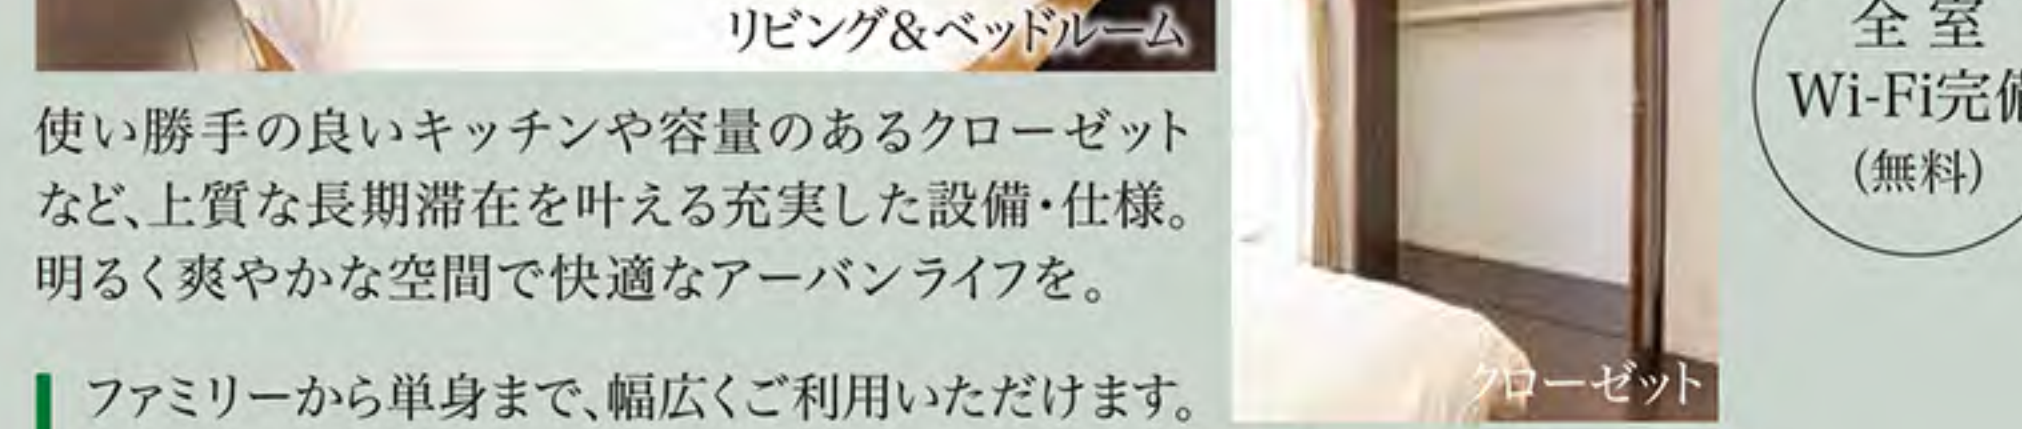 リビング&ベッドルーム
使い勝手の良いキッチンや容量のあるクローゼット
など、上質な長期滞在を叶える充実した設備・仕様。
明るく爽やかな空間で快適なアーバンライフを。
ファミリーから単身まで、幅広くご利用いただけます。
クローゼット
全室
Wi-Fi完備
(無料)